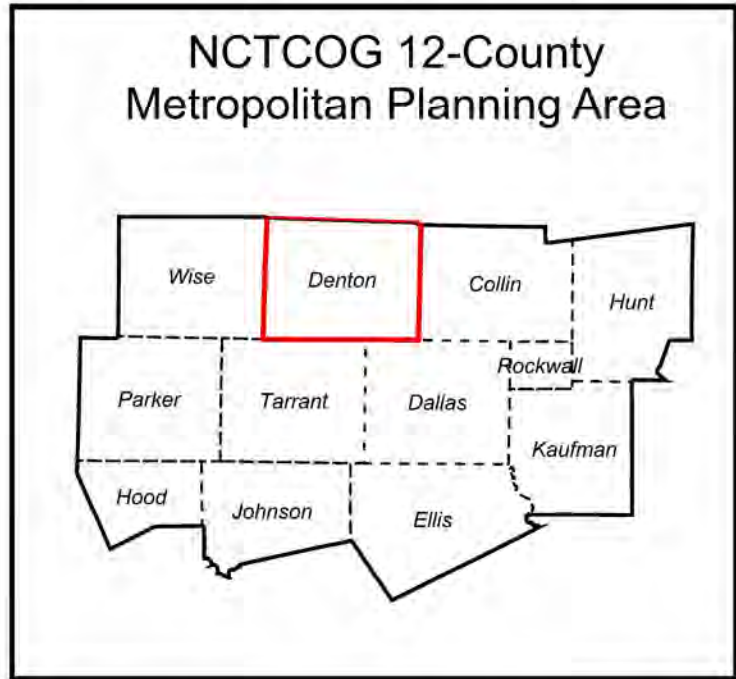 NCTCOG 12-County
Metropolitan Planning Area
Wise
Denton
Collin
Hunt
Rockwall
Parker
Tarrant
Dallas
Kaufman
Hood
Johnson
Ellis